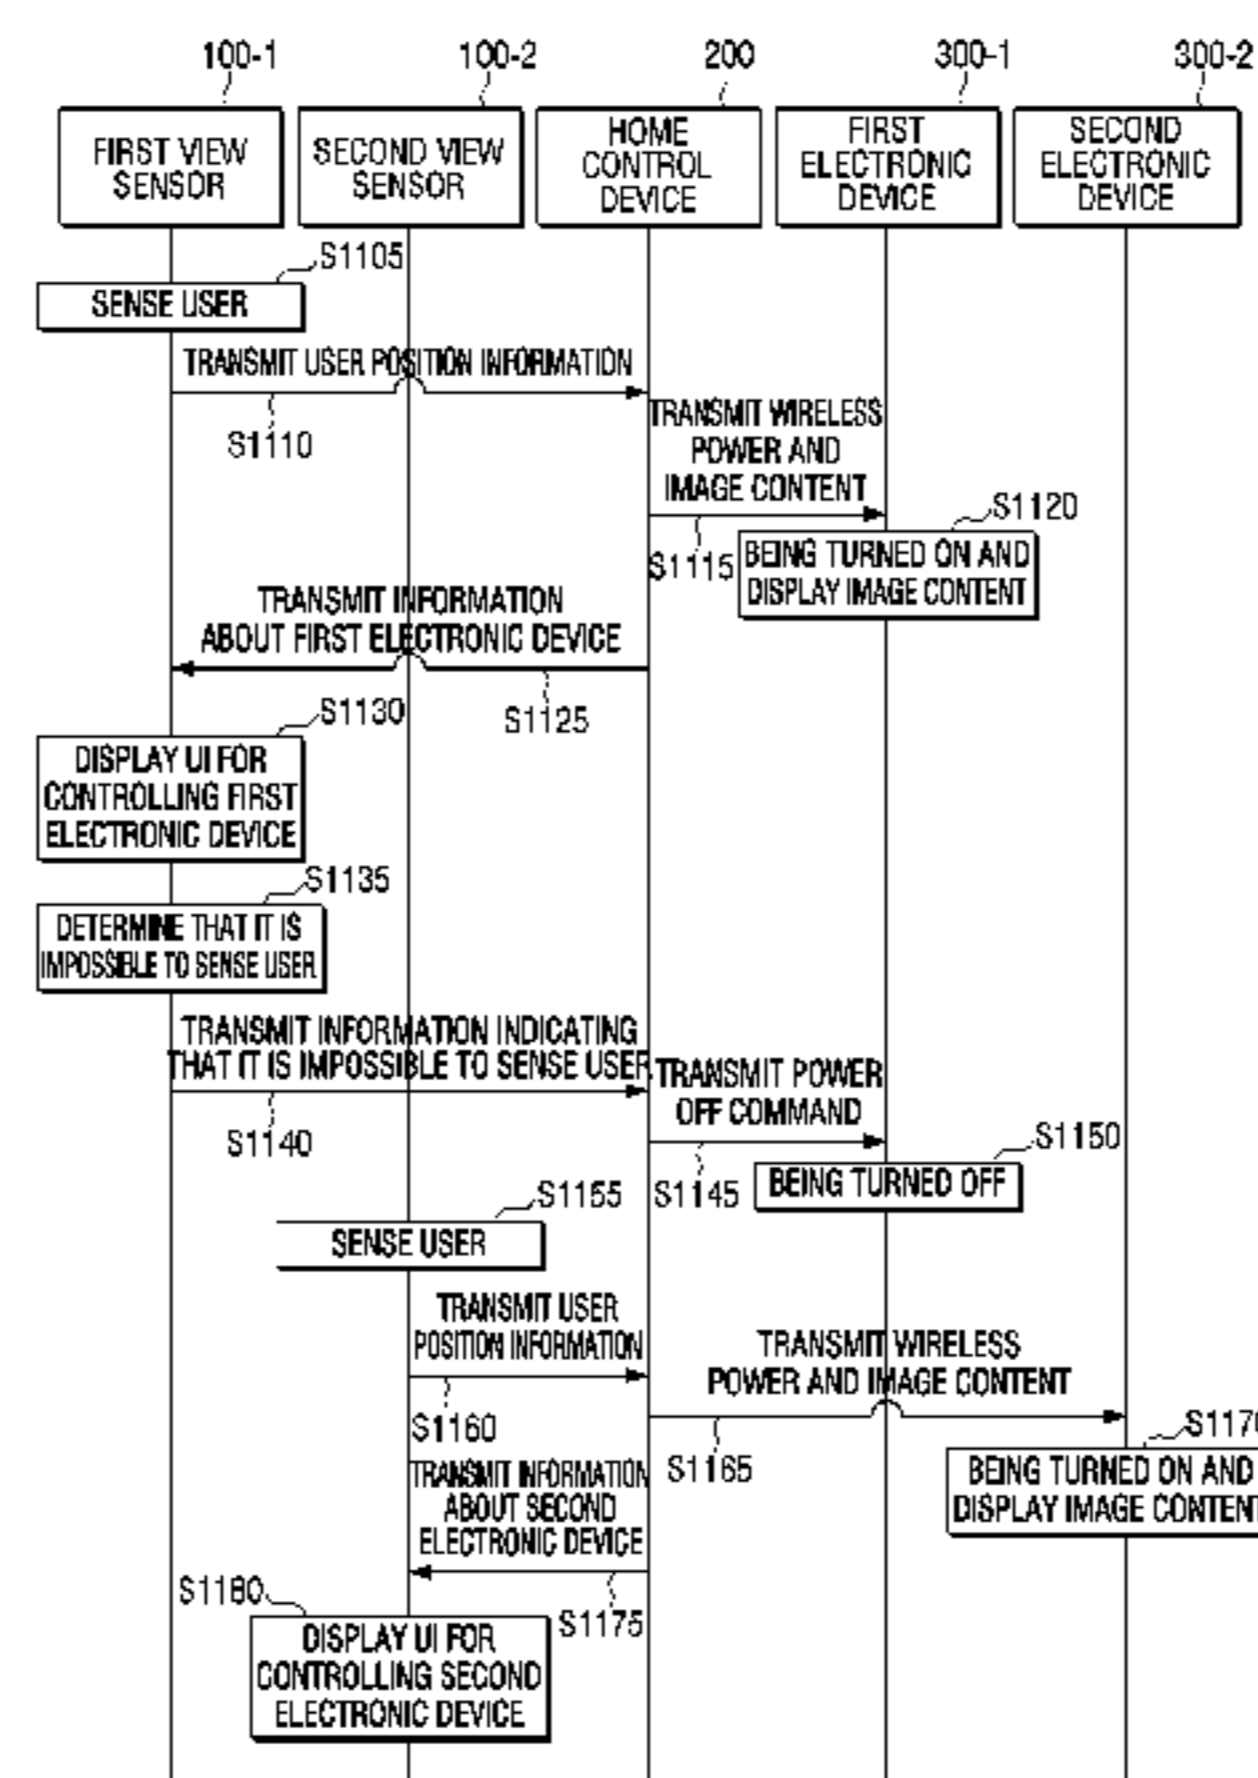 100-1
100-2
200
300-1
300-2
FIRST VIEW
SENSOR
SECOND VIEW
SENSOR
HOME
CONTROL
DEVICE
FIRST
ELECTRONIC
DEVICE
SECOND
ELECTRONIC
DEVICE
S1105
SENSE USER
TRANSMIT USER POSITION INFORMATION
S1110
TRANSMIT WIRELESS
POWER AND
IMAGE CONTENT
S1115
S1120
BEING TURNED ON AND
DISPLAY IMAGE CONTENT
TRANSMIT INFORMATION
ABOUT FIRST ELECTRONIC DEVICE
S1125
S1130
DISPLAY UI FOR
CONTROLLING FIRST
ELECTRONIC DEVICE
S1135
DETERMINE THAT IT IS
IMPOSSIBLE TO SENSE USER
TRANSMIT INFORMATION INDICATING
THAT IT IS IMPOSSIBLE TO SENSE USER
S1140
TRANSMIT POWER
OFF COMMAND
S1145
S1150
BEING TURNED OFF
S1155
SENSE USER
TRANSMIT USER
POSITION INFORMATION
S1160
TRANSMIT WIRELESS
POWER AND IMAGE CONTENT
S1165
S1170
BEING TURNED ON AND
DISPLAY IMAGE CONTENT
TRANSMIT INFORMATION
ABOUT SECOND
ELECTRONIC DEVICE
S1175
S1180
DISPLAY UI FOR
CONTROLLING SECOND
ELECTRONIC DEVICE